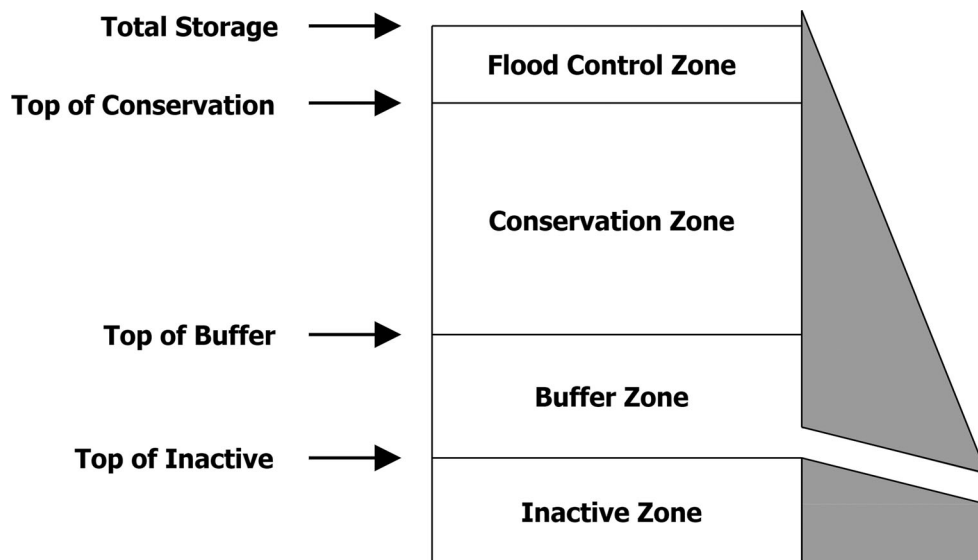 Total Storage
Flood Control Zone
Top of Conservation
Conservation Zone
Top of Buffer
Buffer Zone
Top of Inactive
Inactive Zone